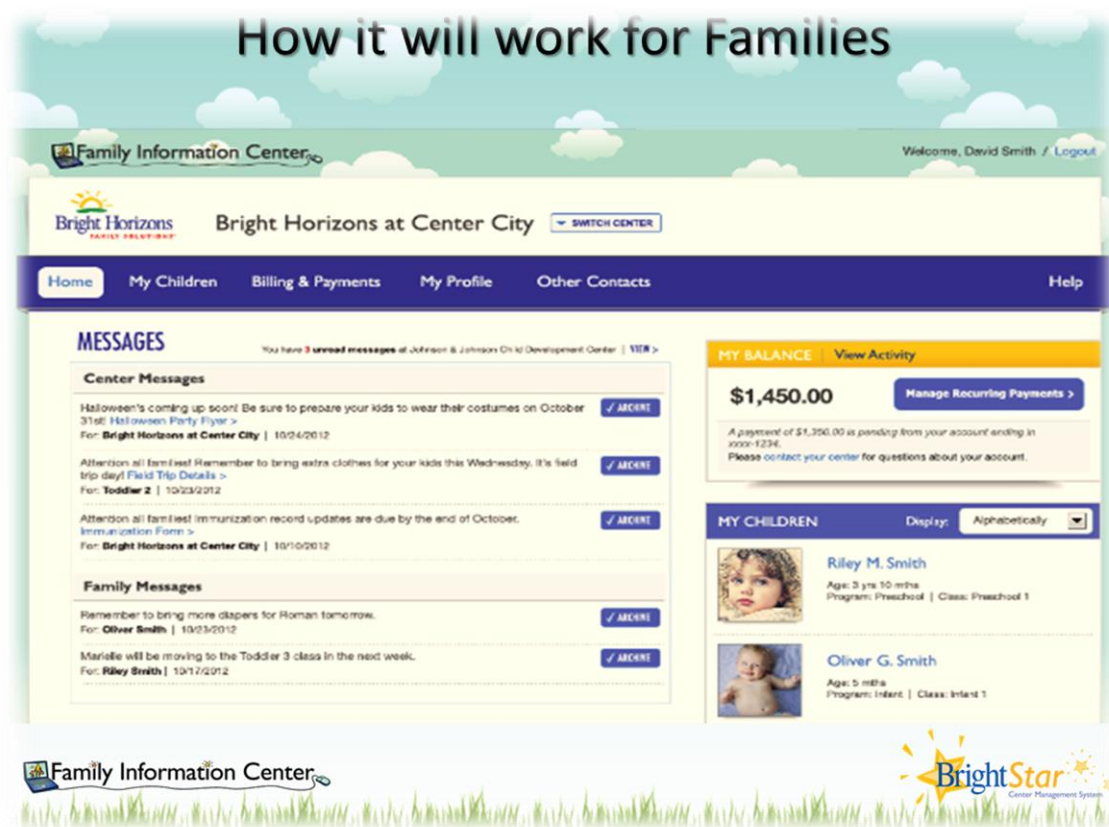 How it will work for Families
Family Information Center
Welcome, David Smith / Logout
Bright Horizons
FAMILY SOLUTIONS
Bright Horizons at Center City
SWITCH CENTER
Home My Children Billing & Payments My Profile Other Contacts Help
MESSAGES
You have 3 unread messages at Johnson & Johnson Child Development Center | VIEW >
Center Messages
Halloween's coming up soon! Be sure to prepare your kids to wear their costumes on October
31st! Halloween Party Flyer >
For: Bright Horizons at Center City | 10/24/2012
✓ ARCHIVE
Attention all families! Remember to bring extra clothes for your kids this Wednesday. It's field
trip day! Field Trip Details >
For: Toddler 2 | 10/23/2012
✓ ARCHIVE
Attention all families! Immunization record updates are due by the end of October.
Immunization Form >
For: Bright Horizons at Center City | 10/10/2012
✓ ARCHIVE
Family Messages
Remember to bring more diapers for Roman tomorrow.
For: Oliver Smith | 10/23/2012
✓ ARCHIVE
Marielle will be moving to the Toddler 3 class in the next week.
For: Riley Smith | 10/17/2012
✓ ARCHIVE
MY BALANCE | View Activity
$1,450.00
Manage Recurring Payments >
A payment of $1,350.00 is pending from your account ending in
xxxx-1234.
Please contact your center for questions about your account.
MY CHILDREN Display: Alphabetically
Riley M. Smith
Age: 3 yrs 10 mths
Program: Preschool | Class: Preschool 1
Oliver G. Smith
Age: 5 mths
Program: Infant | Class: Infant 1
Family Information Center
BrightStar
Center Management System